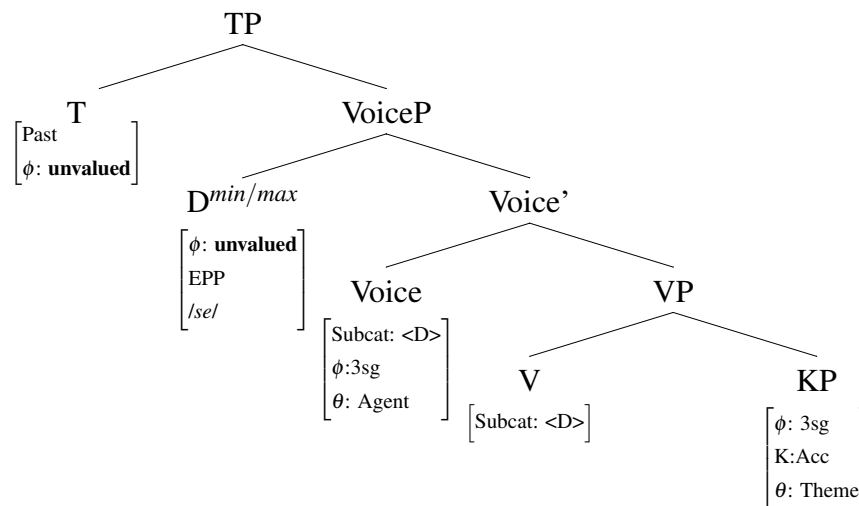 TP
T
VoiceP
Past
ϕ: unvalued
D^min/max
Voice’
ϕ: unvalued
EPP
/se/
Voice
VP
Subcat: <D>
ϕ:3sg
θ: Agent
V
KP
Subcat: <D>
ϕ: 3sg
K:Acc
θ: Theme